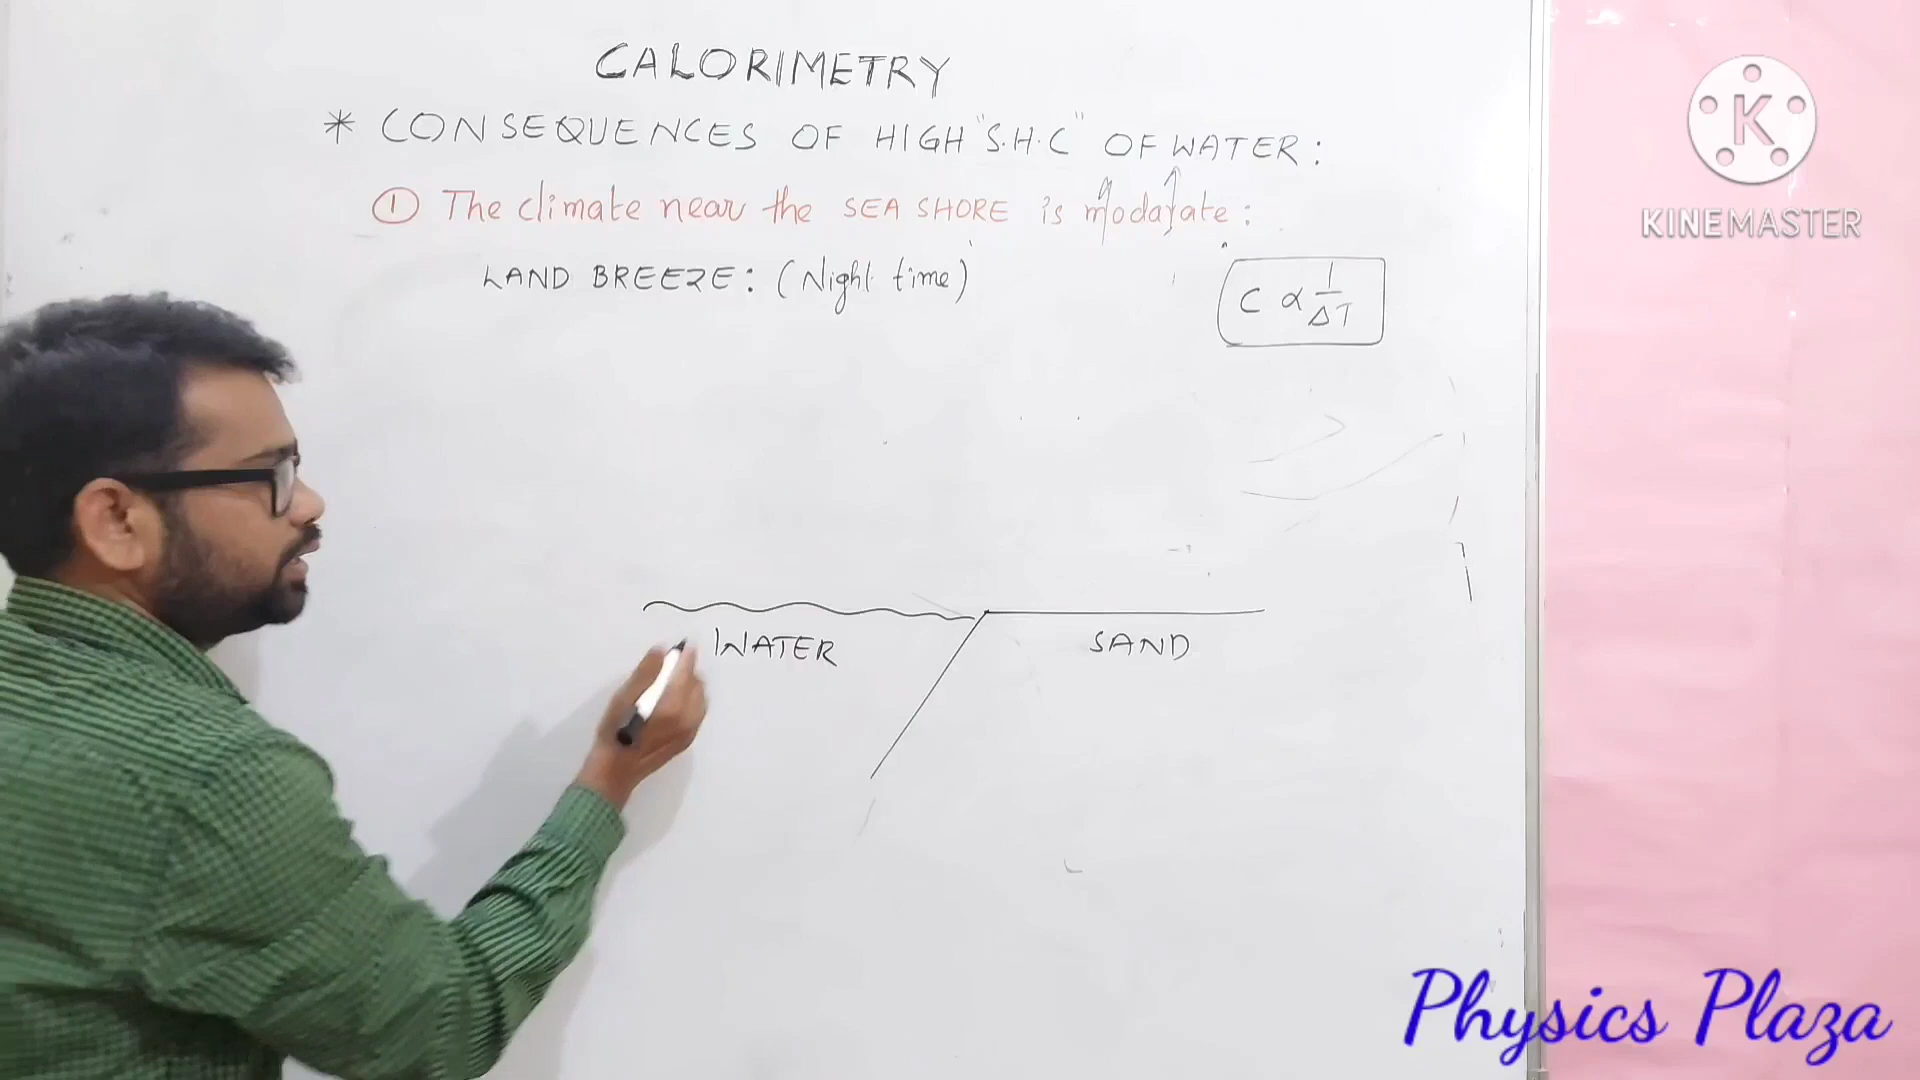 CALORIMETRY
* CONSEQUENCES OF HIGH "S.H.C" OF WATER:
① The climate near the SEA SHORE is modarate:
LAND BREEZE: (Night time)
C ∝ 1/ΔT
WATER
SAND
K
KINEMASTER
Physics Plaza